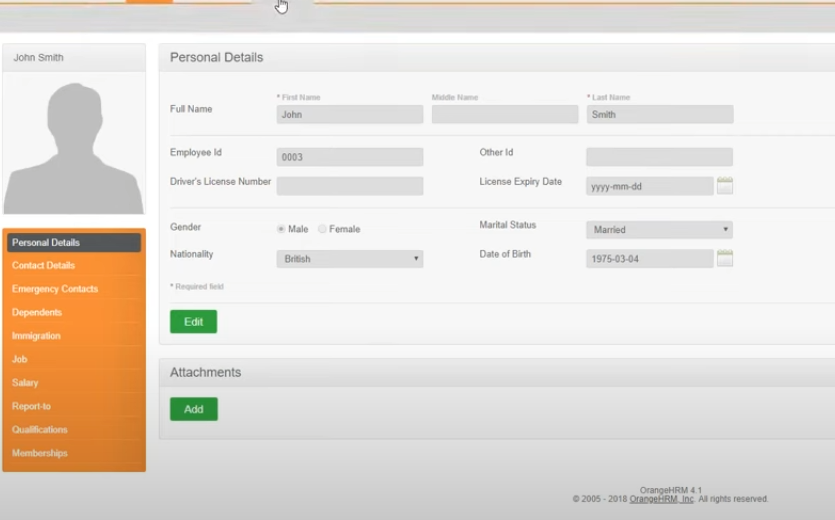 John Smith
Personal Details
Contact Details
Emergency Contacts
Dependents
Immigration
Job
Salary
Report-to
Qualifications
Memberships
Personal Details
* First Name Middle Name * Last Name
Full Name John Smith
Employee Id 0003 Other Id
Driver's License Number License Expiry Date yyyy-mm-dd
Gender Male Female Marital Status Married
Nationality British Date of Birth 1975-03-04
* Required field
Edit
Attachments
Add
OrangeHRM 4.1
© 2005 - 2018 OrangeHRM, Inc. All rights reserved.